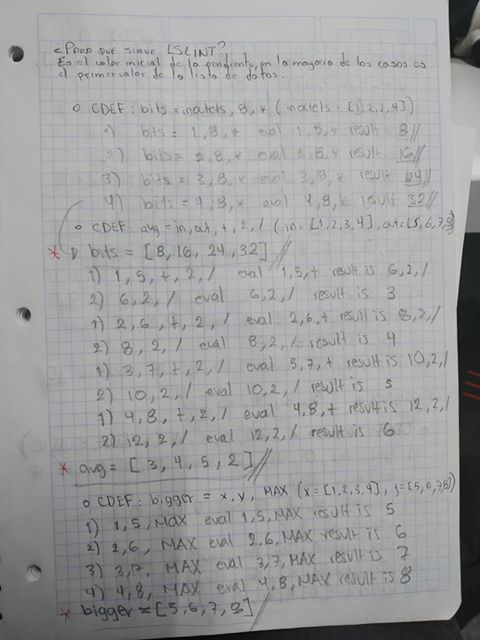 ¿Para que sirve LSLINT?
Es el valor inicial de la pendiente, en la mayoria de los casos es
el primer valor de la lista de datos.
o CDEF: bits = inoctets, 8, * (inoctets = [1, 2, 3, 4])
1) bits = 1, 8, * eval 1, 8, * result 8//
2) bits = 2, 8, * eval 2, 8, * result 16//
3) bits = 3, 8, * eval 3, 8, * result 24//
4) bits = 4, 8, * eval 4, 8, * result 32//
o CDEF: avg = in, out, +, 2, / (in = [1, 2, 3, 4], out = [5, 6, 7, 8])
* bits = [8, 16, 24, 32]//
1) 1, 5, +, 2, / eval 1, 5, + result is 6, 2, /
2) 6, 2, / eval 6, 2, / result is 3
1) 2, 6, +, 2, / eval 2, 6, + result is 8, 2, /
2) 8, 2, / eval 8, 2, / result is 4
1) 3, 7, +, 2, / eval 3, 7, + result is 10, 2, /
2) 10, 2, / eval 10, 2, / result is 5
1) 4, 8, +, 2, / eval 4, 8, + result is 12, 2, /
2) 12, 2, / eval 12, 2, / result is 6
* avg = [3, 4, 5, 2]//
o CDEF: bigger = x, y, MAX (x = [1, 2, 3, 4], y = [5, 6, 7, 8])
1) 1, 5, MAX eval 1, 5, MAX result is 5
2) 2, 6, MAX eval 2, 6, MAX result is 6
3) 3, 7, MAX eval 3, 7, MAX result is 7
4) 4, 8, MAX eval 4, 8, MAX result is 8
* bigger = [5, 6, 7, 8]//